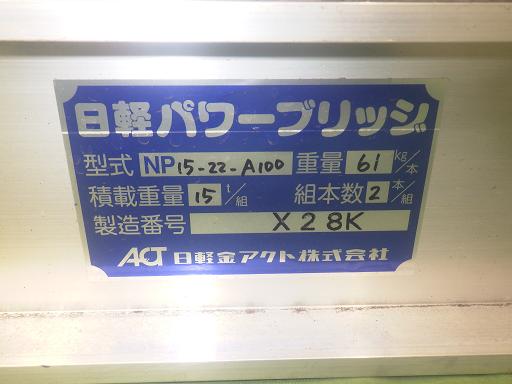 日軽パワーブリッジ
型式 NP15-22-A100 重量 61 kg/本
積載重量 15 t/組 組本数 2 本/組
製造番号 X28K
ACT 日軽金アクト株式会社